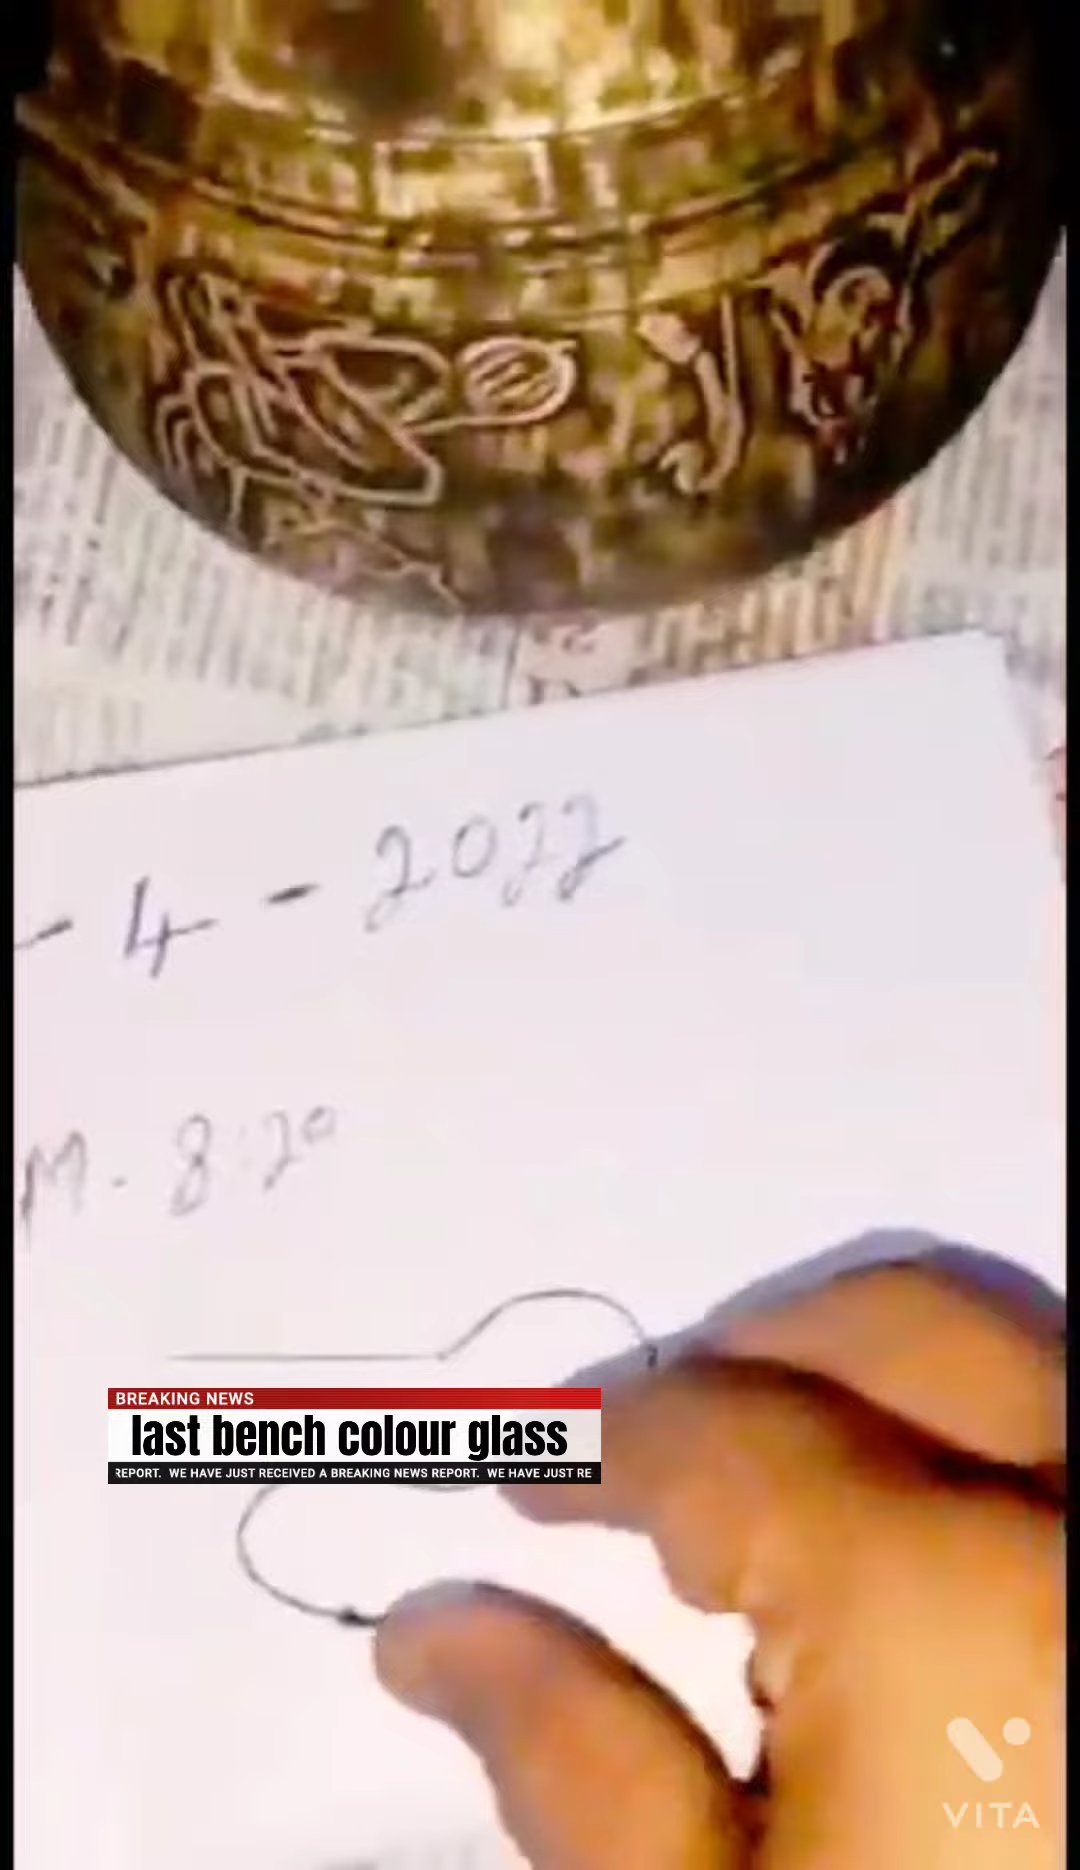 - 4 - 2022
M. 8:20
BREAKING NEWS
last bench colour glass
REPORT. WE HAVE JUST RECEIVED A BREAKING NEWS REPORT. WE HAVE JUST RE
VITA